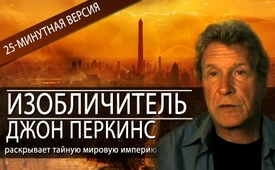 25-МИНУТНАЯ ВЕРСИЯ
ИЗОБЛИЧИТЕЛЬ
ДЖОН ПЕРКИНС
раскрывает тайную мировую империю